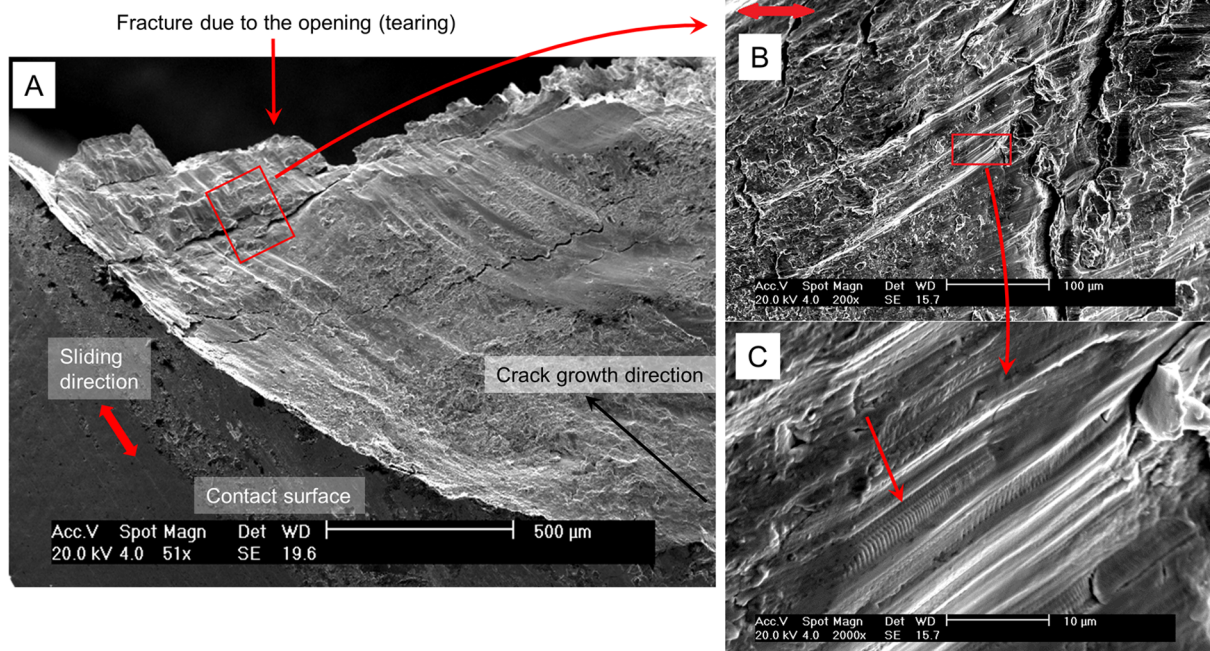 Fracture due to the opening (tearing)
A
Sliding
direction
Crack growth direction
Contact surface
Acc.V Spot Magn Det WD 500 µm
20.0 kV 4.0 51x SE 19.6
B
Acc.V Spot Magn Det WD 100 µm
20.0 kV 4.0 200x SE 15.7
C
Acc.V Spot Magn Det WD 10 µm
20.0 kV 4.0 2000x SE 15.7